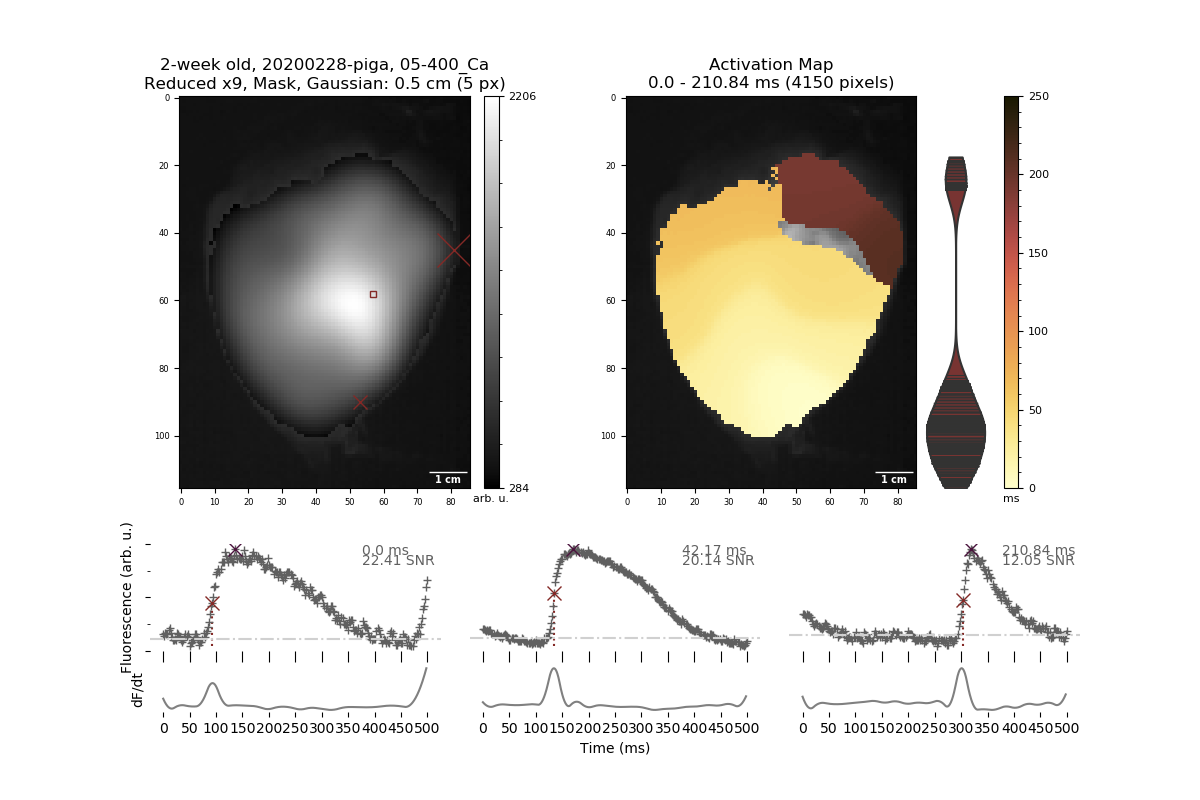 2-week old, 20200228-piga, 05-400_Ca
Reduced x9, Mask, Gaussian: 0.5 cm (5 px)
Activation Map
0.0 - 210.84 ms (4150 pixels)
0
20
40
60
80
100
0 10 20 30 40 50 60 70 80
1 cm
2206
284
arb. u.
0
20
40
60
80
100
0 10 20 30 40 50 60 70 80
1 cm
250
200
150
100
50
0
ms
Fluorescence (arb. u.)
0.0 ms
22.41 SNR
42.17 ms
20.14 SNR
210.84 ms
12.05 SNR
dF/dt
0 50 100 150 200 250 300 350 400 450 500
0 50 100 150 200 250 300 350 400 450 500
0 50 100 150 200 250 300 350 400 450 500
Time (ms)